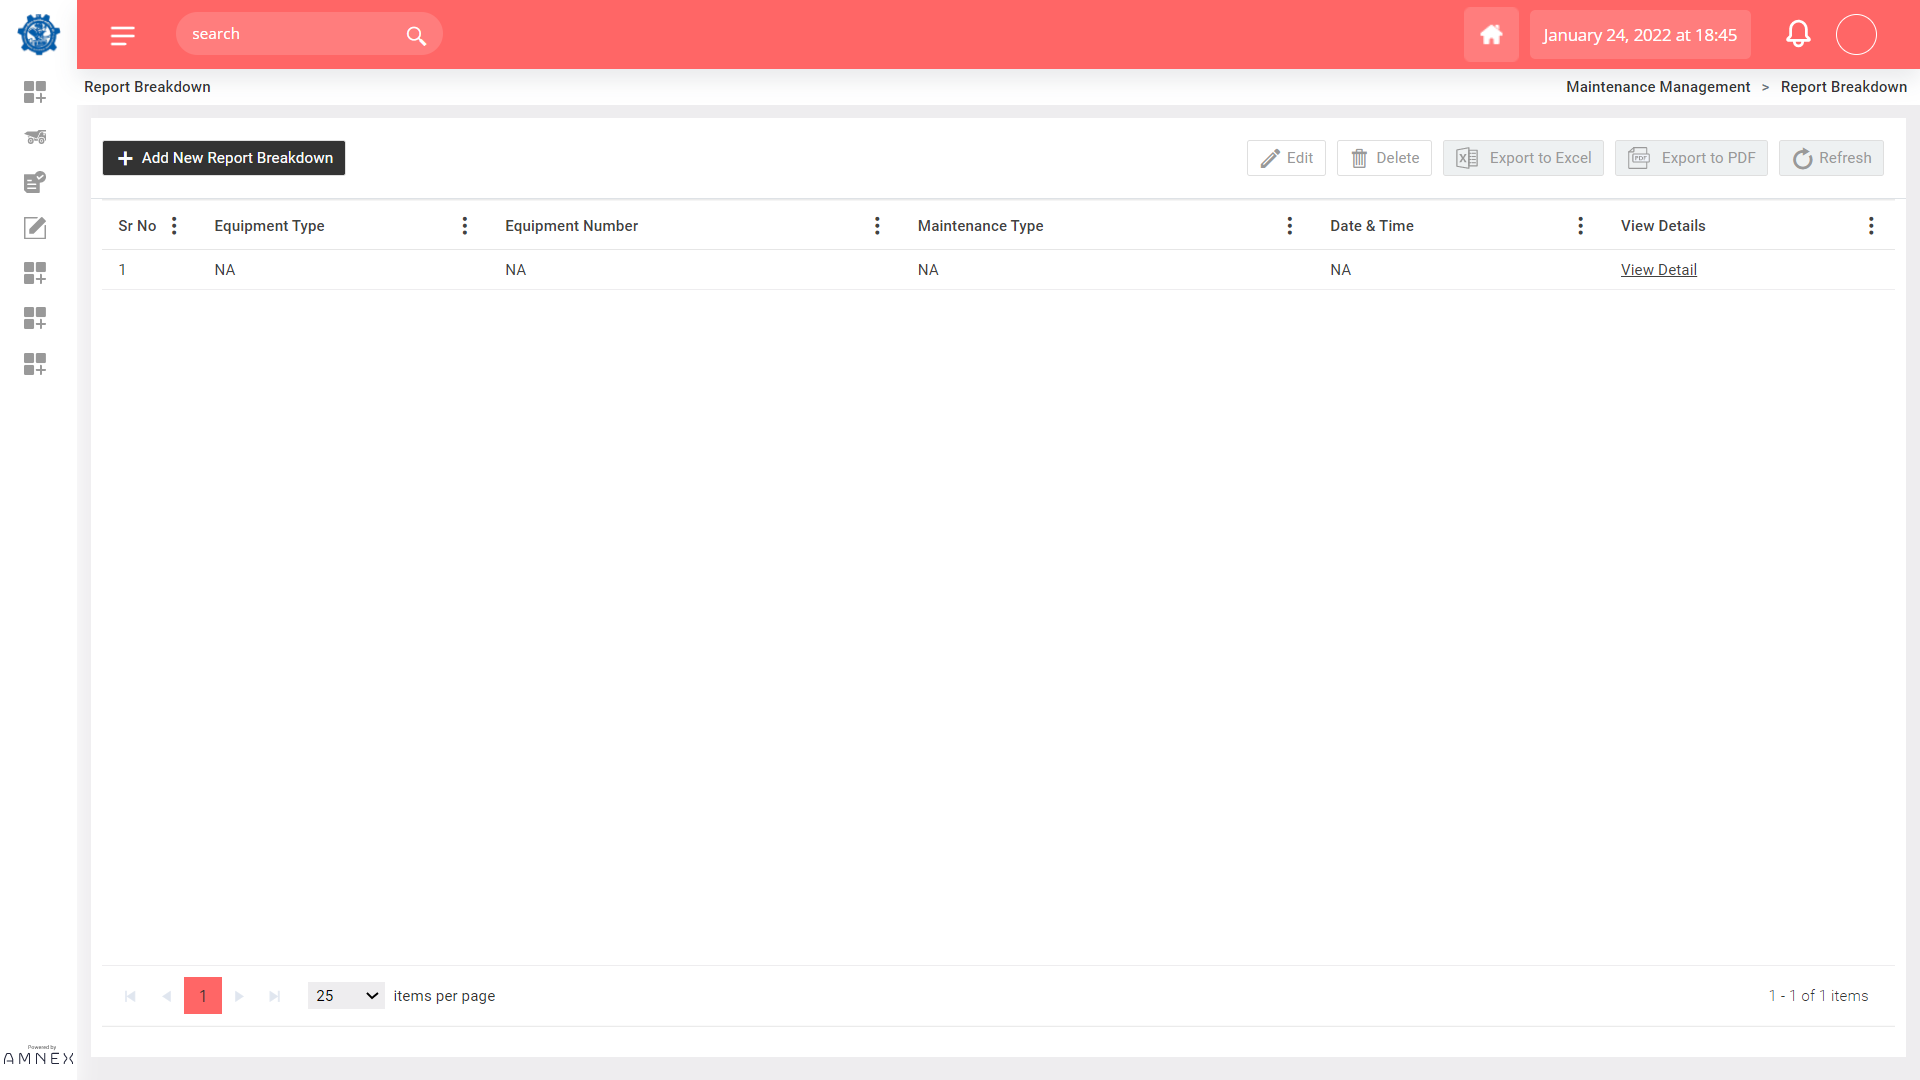 search
January 24, 2022 at 18:45
Report Breakdown
Maintenance Management > Report Breakdown
Add New Report Breakdown
Edit
Delete
Export to Excel
Export to PDF
Refresh
Sr No
Equipment Type
Equipment Number
Maintenance Type
Date & Time
View Details
1
NA
NA
NA
NA
View Detail
1
25
items per page
1 - 1 of 1 items
Powered by
AMNEX